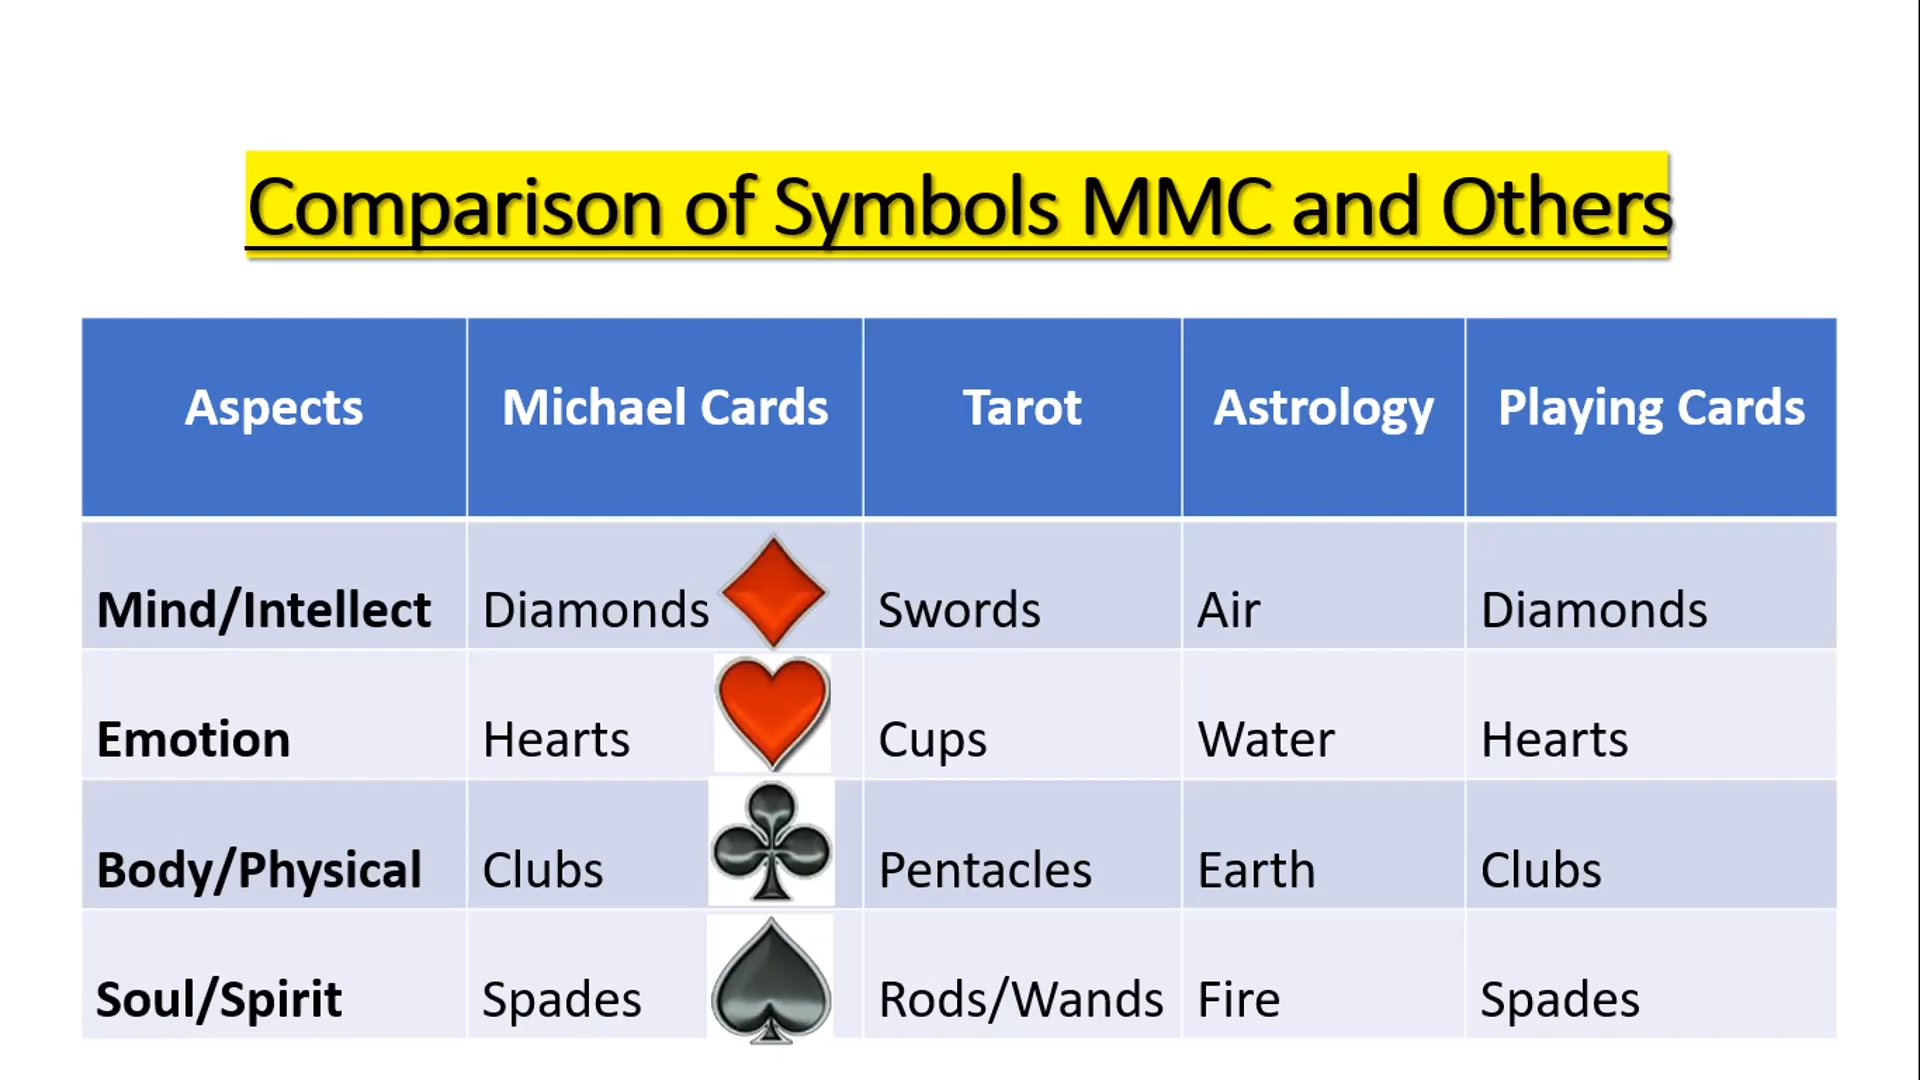 Comparison of Symbols MMC and Others
Aspects Michael Cards Tarot Astrology Playing Cards
Mind/Intellect Diamonds Swords Air Diamonds
Emotion Hearts Cups Water Hearts
Body/Physical Clubs Pentacles Earth Clubs
Soul/Spirit Spades Rods/Wands Fire Spades